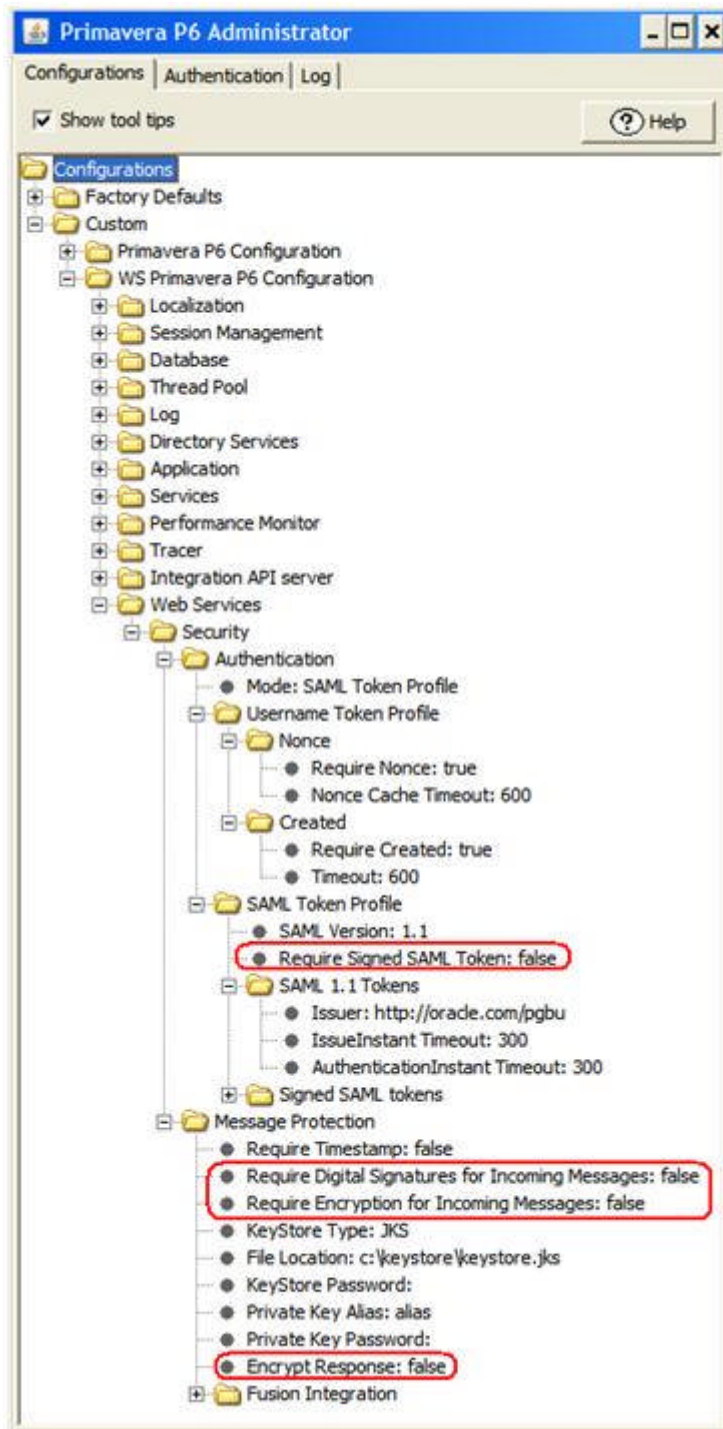 Primavera P6 Administrator
Configurations Authentication Log
Show tool tips
Help
Configurations
Factory Defaults
Custom
Primavera P6 Configuration
WS Primavera P6 Configuration
Localization
Session Management
Database
Thread Pool
Log
Directory Services
Application
Services
Performance Monitor
Tracer
Integration API server
Web Services
Security
Authentication
Mode: SAML Token Profile
Username Token Profile
Nonce
Require Nonce: true
Nonce Cache Timeout: 600
Created
Require Created: true
Timeout: 600
SAML Token Profile
SAML Version: 1.1
Require Signed SAML Token: false
SAML 1.1 Tokens
Issuer: http://oracle.com/pgbu
IssueInstant Timeout: 300
AuthenticationInstant Timeout: 300
Signed SAML tokens
Message Protection
Require Timestamp: false
Require Digital Signatures for Incoming Messages: false
Require Encryption for Incoming Messages: false
KeyStore Type: JKS
File Location: c:\keystore\keystore.jks
KeyStore Password:
Private Key Alias: alias
Private Key Password:
Encrypt Response: false
Fusion Integration